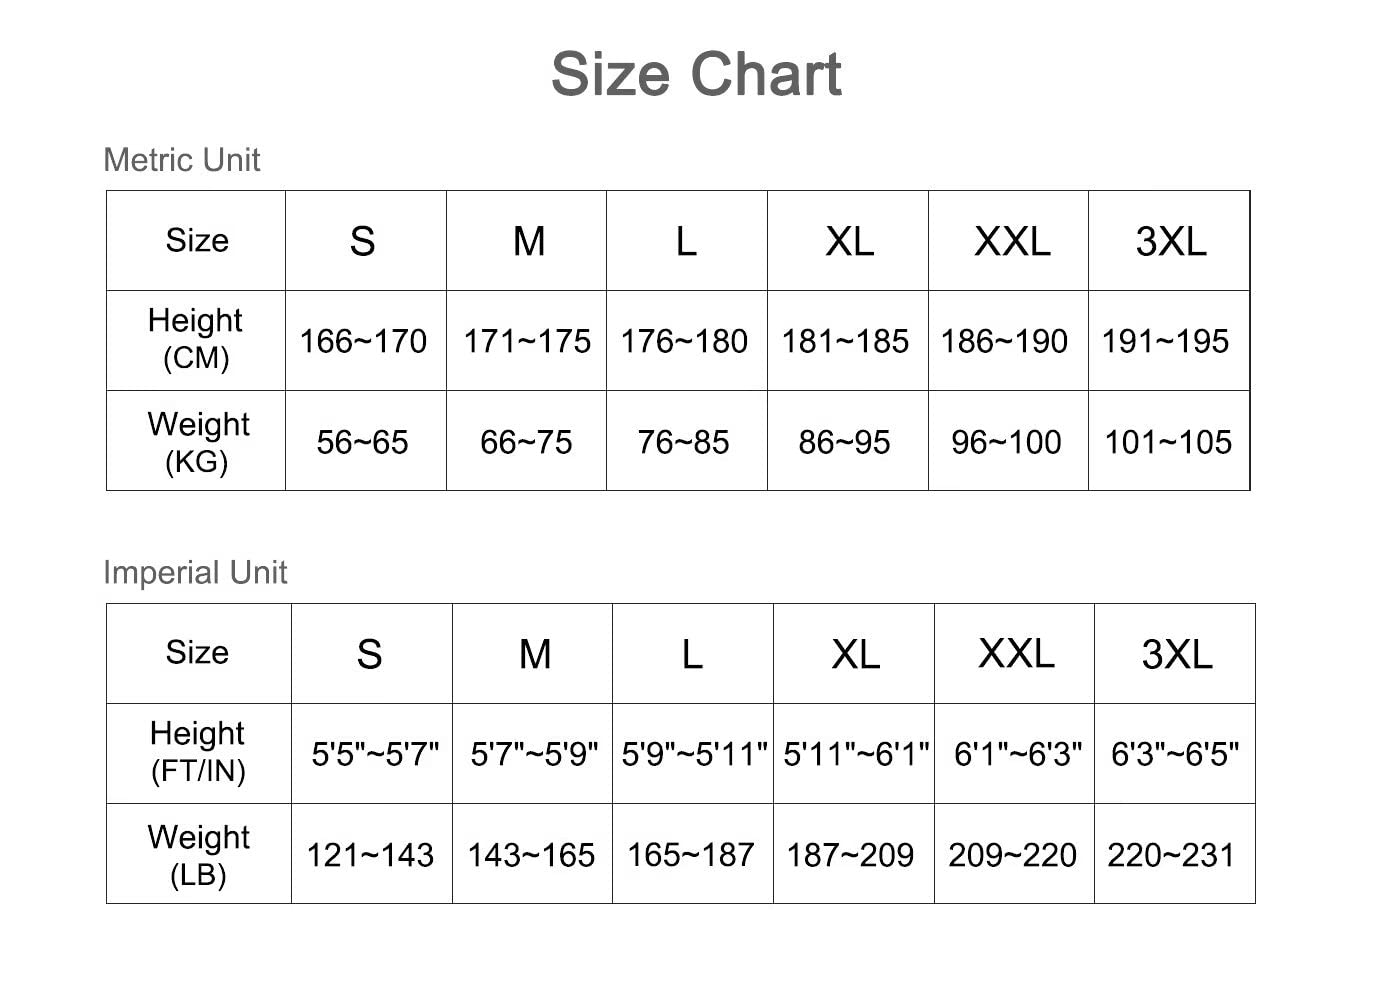 Size Chart
Metric Unit
Size S M L XL XXL 3XL
Height
(CM) 166~170 171~175 176~180 181~185 186~190 191~195
Weight
(KG) 56~65 66~75 76~85 86~95 96~100 101~105
Imperial Unit
Size S M L XL XXL 3XL
Height
(FT/IN) 5'5"~5'7" 5'7"~5'9" 5'9"~5'11" 5'11"~6'1" 6'1"~6'3" 6'3"~6'5"
Weight
(LB) 121~143 143~165 165~187 187~209 209~220 220~231